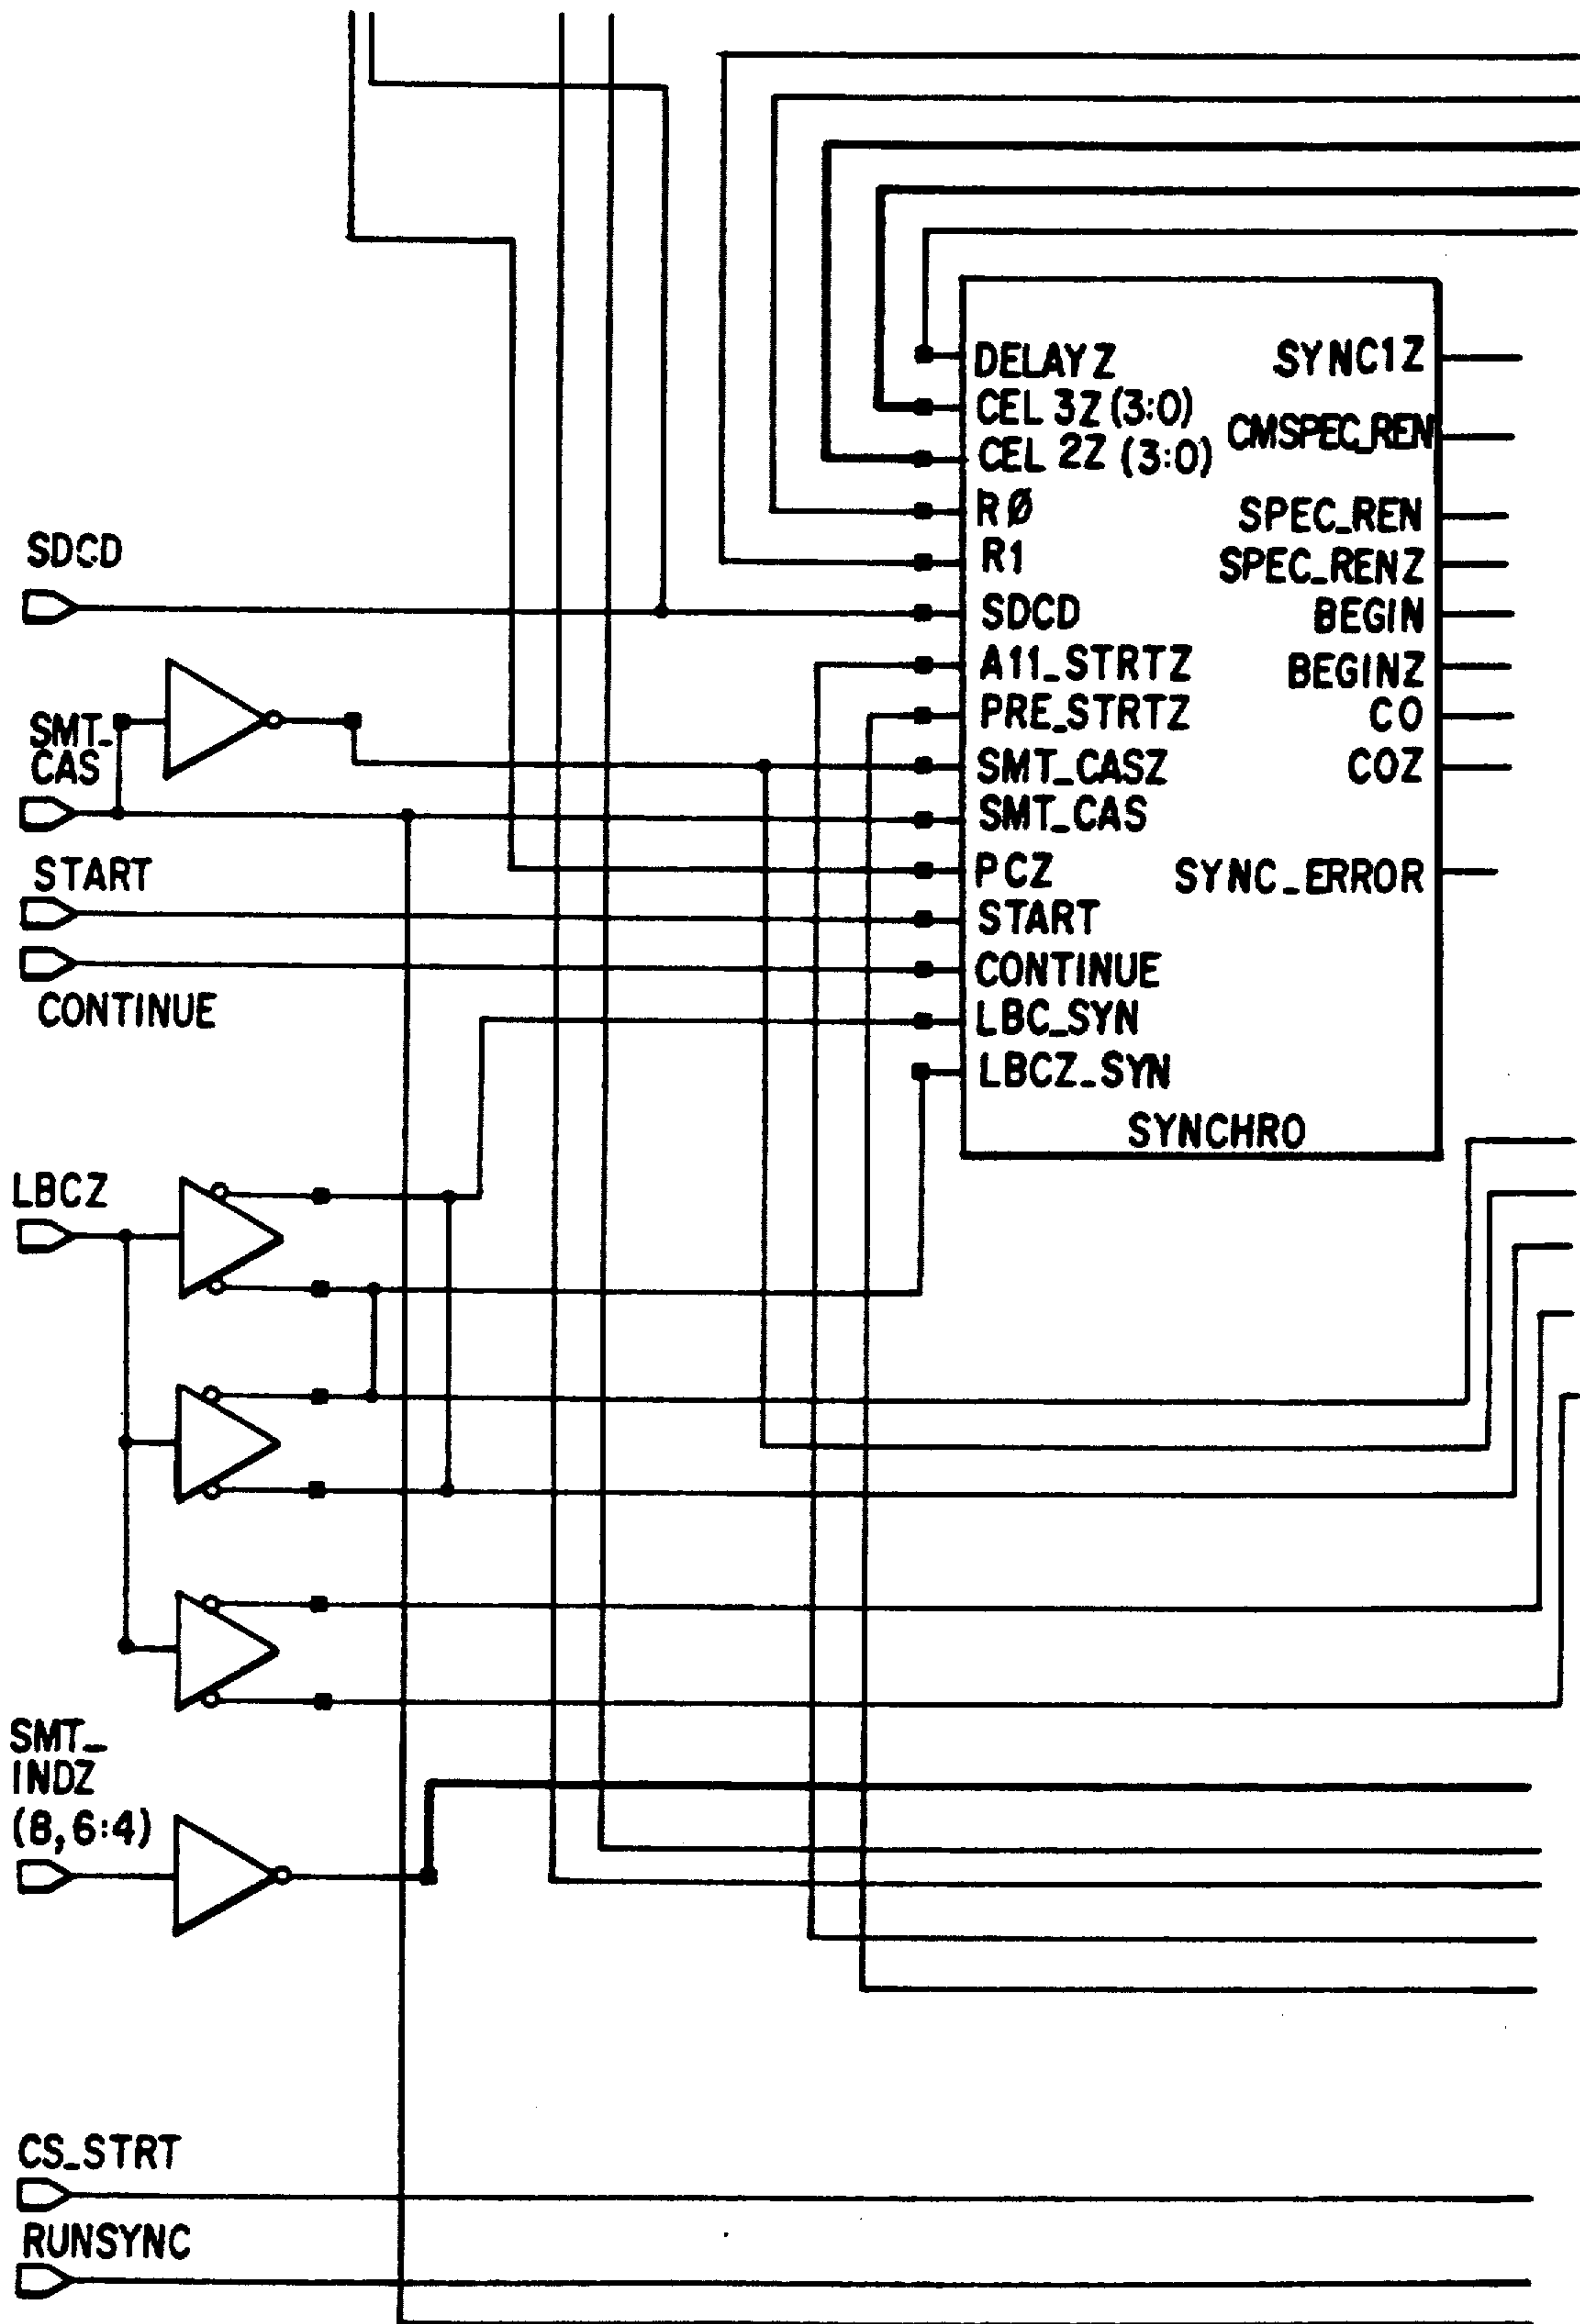 DELAYZ
SYNC1Z
CEL 3Z (3:0)
CMSPEC_REN
CEL 2Z (3:0)
RØ
SPEC_REN
SDCD
R1
SPEC_RENZ
SDCD
BEGIN
A11_STRTZ
BEGINZ
PRE_STRTZ
CO
SMT_
CAS
SMT_CASZ
COZ
SMT_CAS
START
PCZ
SYNC_ERROR
START
CONTINUE
CONTINUE
LBC_SYN
LBCZ_SYN
SYNCHRO
LBCZ
SMT_
INDZ
(8,6:4)
CS_STRT
RUNSYNC